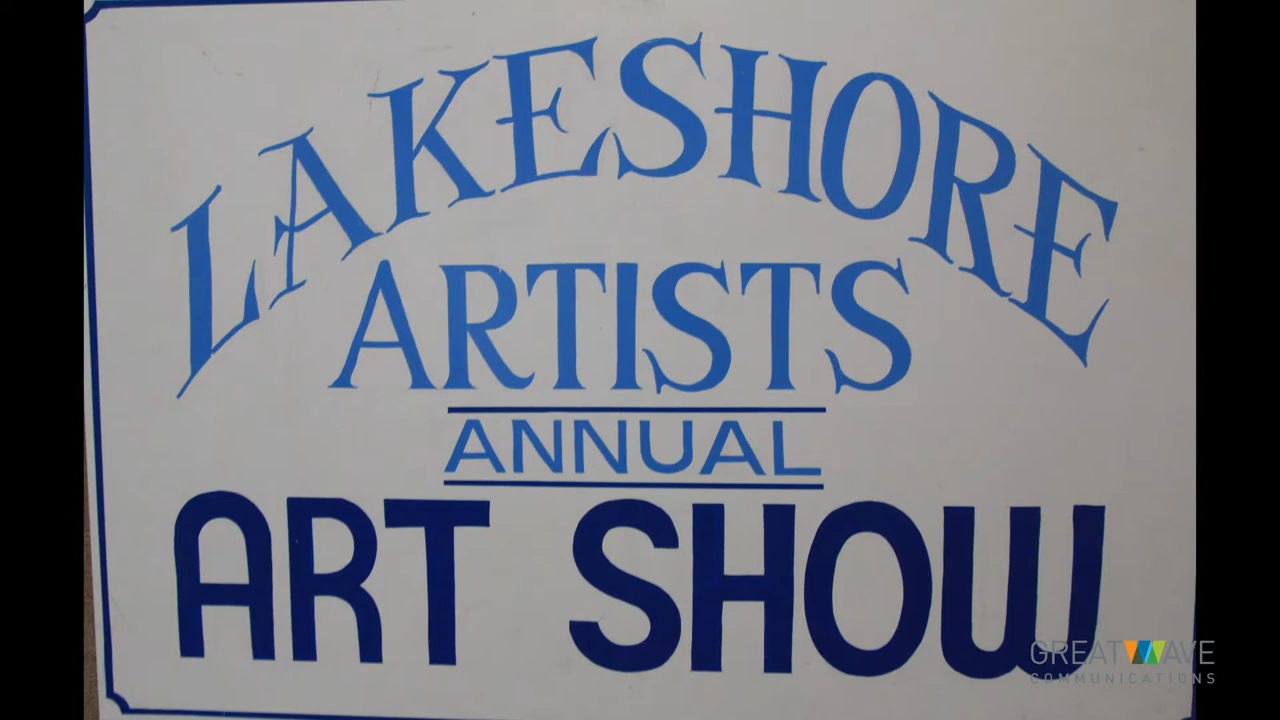 LAKESHORE
ARTISTS
ANNUAL
ART SHOW
GREATWAVE
COMMUNICATIONS